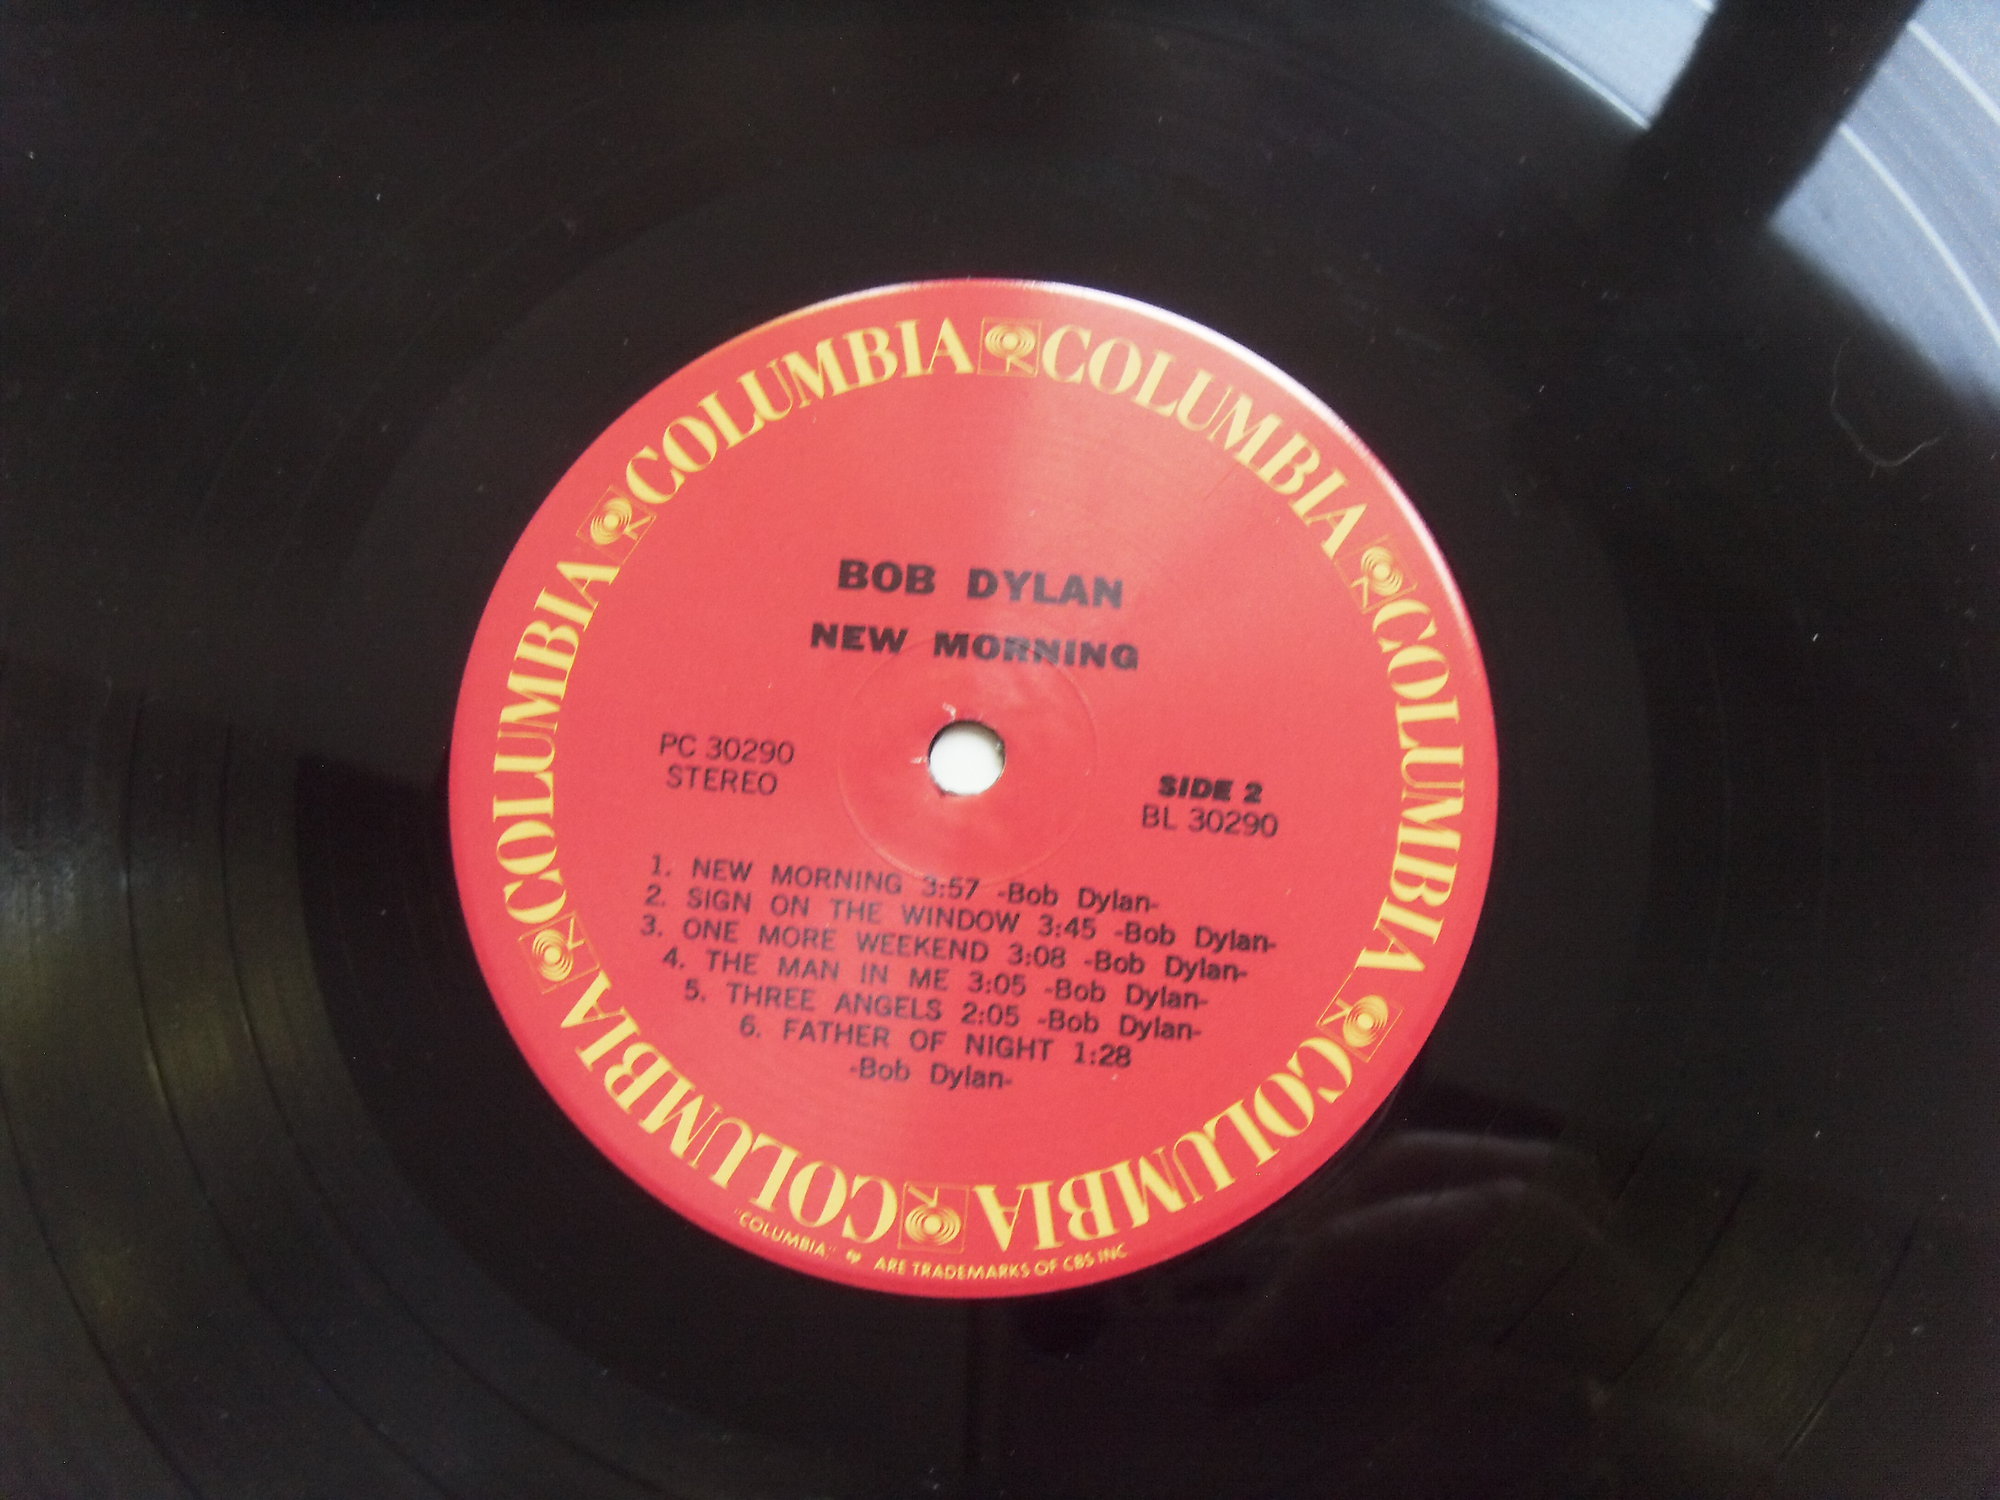 COLUMBIA COLUMBIA COLUMBIA COLUMBIA COLUMBIA COLUMBIA
BOB DYLAN
NEW MORNING
PC 30290
STEREO
SIDE 2
BL 30290
1. NEW MORNING 3:57 -Bob Dylan-
2. SIGN ON THE WINDOW 3:45 -Bob Dylan-
3. ONE MORE WEEKEND 3:08 -Bob Dylan-
4. THE MAN IN ME 3:05 -Bob Dylan-
5. THREE ANGELS 2:05 -Bob Dylan-
6. FATHER OF NIGHT 1:28
-Bob Dylan-
"COLUMBIA," ARE TRADEMARKS OF CBS INC